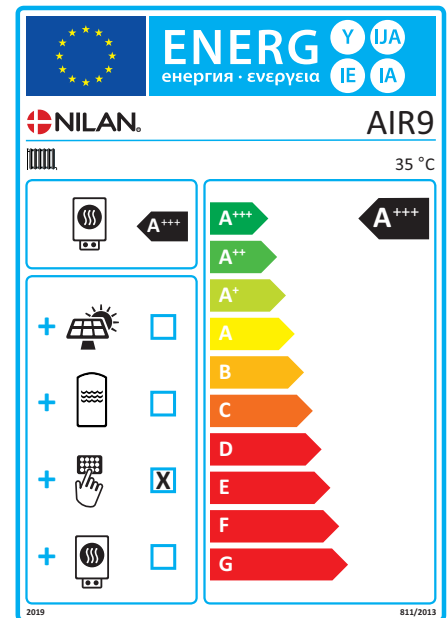 ENERG Y IJA
енергия · ενεργεια IE IA
NILAN. AIR9
35 °C
A+++
A+++
A+++
A++
A+
A
B
C
D
X
E
F
G
2019 811/2013